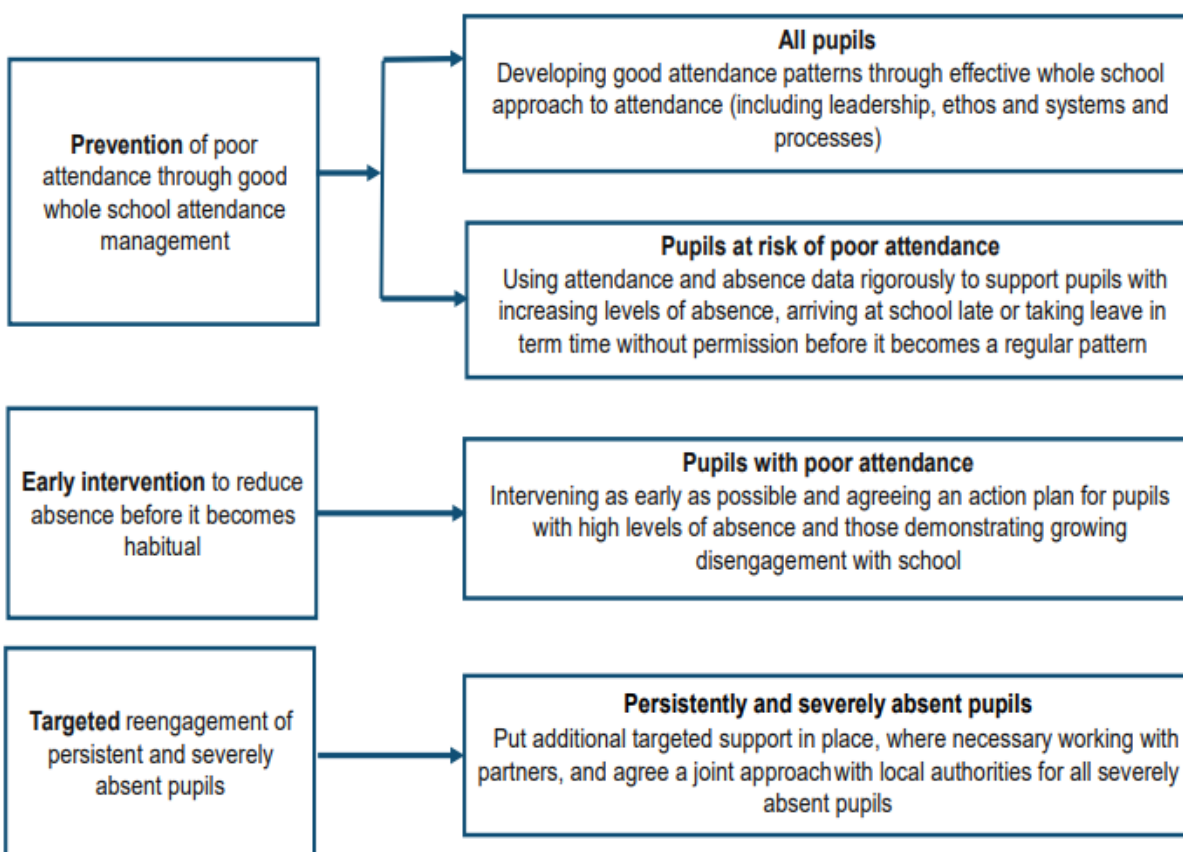 Prevention of poor
attendance through good
whole school attendance
management
All pupils
Developing good attendance patterns through effective whole school
approach to attendance (including leadership, ethos and systems and
processes)
Pupils at risk of poor attendance
Using attendance and absence data rigorously to support pupils with
increasing levels of absence, arriving at school late or taking leave in
term time without permission before it becomes a regular pattern
Early intervention to reduce
absence before it becomes
habitual
Pupils with poor attendance
Intervening as early as possible and agreeing an action plan for pupils
with high levels of absence and those demonstrating growing
disengagement with school
Targeted reengagement of
persistent and severely
absent pupils
Persistently and severely absent pupils
Put additional targeted support in place, where necessary working with
partners, and agree a joint approach with local authorities for all severely
absent pupils